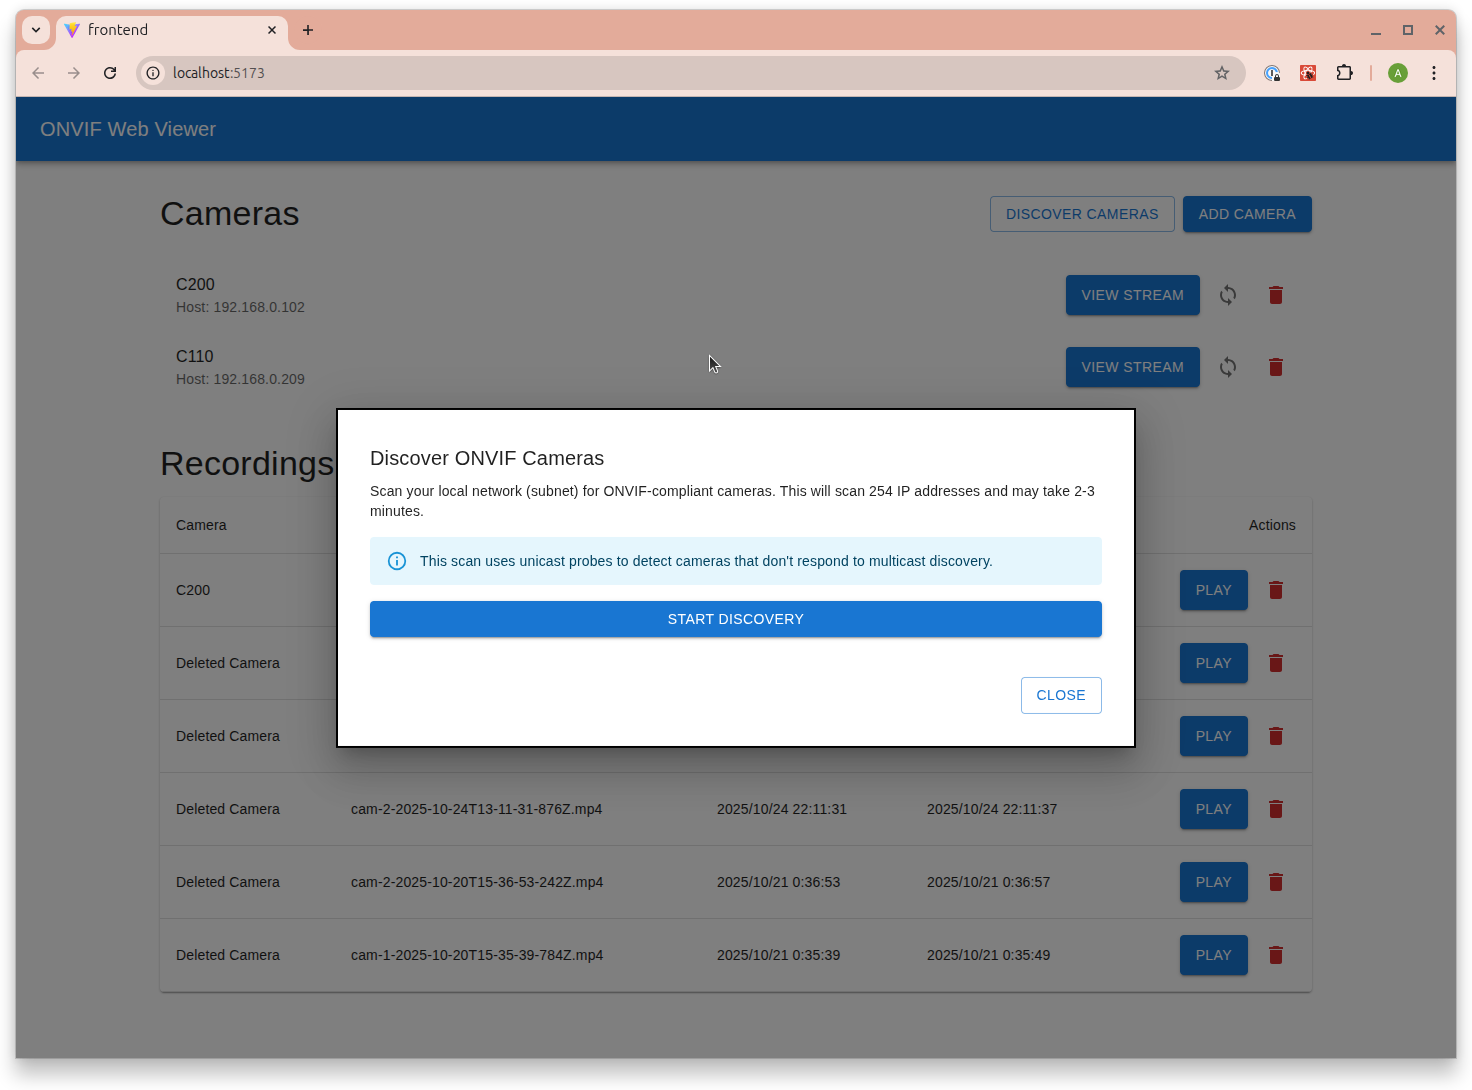 frontend
localhost:5173
A
ONVIF Web Viewer
Cameras
DISCOVER CAMERAS
ADD CAMERA
C200
Host: 192.168.0.102
VIEW STREAM
C110
Host: 192.168.0.209
VIEW STREAM
Recordings
Camera
Actions
C200
PLAY
Deleted Camera
PLAY
Deleted Camera
PLAY
Discover ONVIF Cameras
Scan your local network (subnet) for ONVIF-compliant cameras. This will scan 254 IP addresses and may take 2-3
minutes.
This scan uses unicast probes to detect cameras that don't respond to multicast discovery.
START DISCOVERY
CLOSE
Deleted Camera cam-2-2025-10-24T13-11-31-876Z.mp4 2025/10/24 22:11:31 2025/10/24 22:11:37 PLAY
Deleted Camera cam-2-2025-10-20T15-36-53-242Z.mp4 2025/10/21 0:36:53 2025/10/21 0:36:57 PLAY
Deleted Camera cam-1-2025-10-20T15-35-39-784Z.mp4 2025/10/21 0:35:39 2025/10/21 0:35:49 PLAY